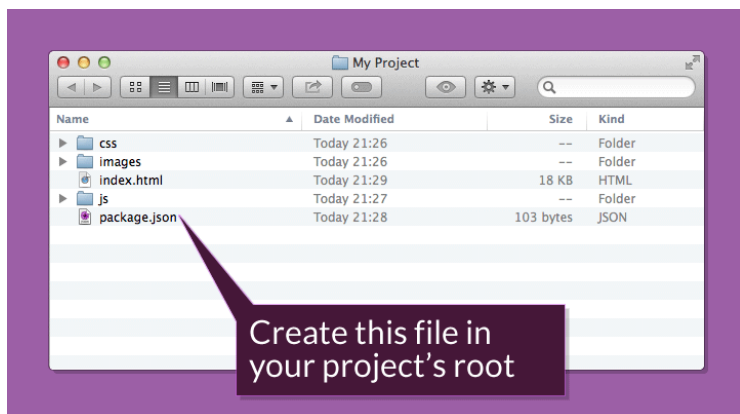 My Project
Name Date Modified Size Kind
css Today 21:26 -- Folder
images Today 21:26 -- Folder
index.html Today 21:29 18 KB HTML
js Today 21:27 -- Folder
package.json Today 21:28 103 bytes JSON
Create this file in
your project’s root